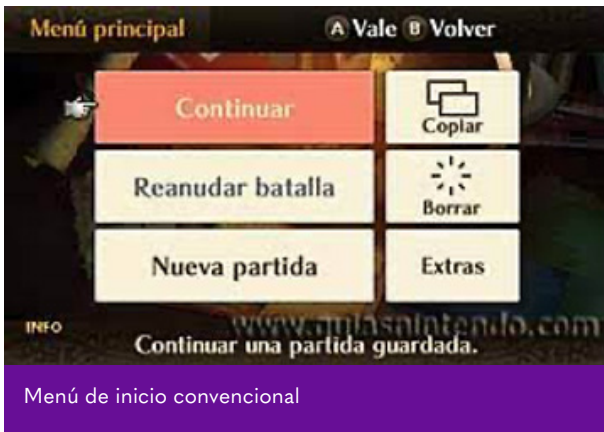 Menú principal
A Vale B Volver
Continuar
Copiar
Reanudar batalla
Borrar
Nueva partida
Extras
INFO
www.guiasnintendo.com
Continuar una partida guardada.
Menú de inicio convencional